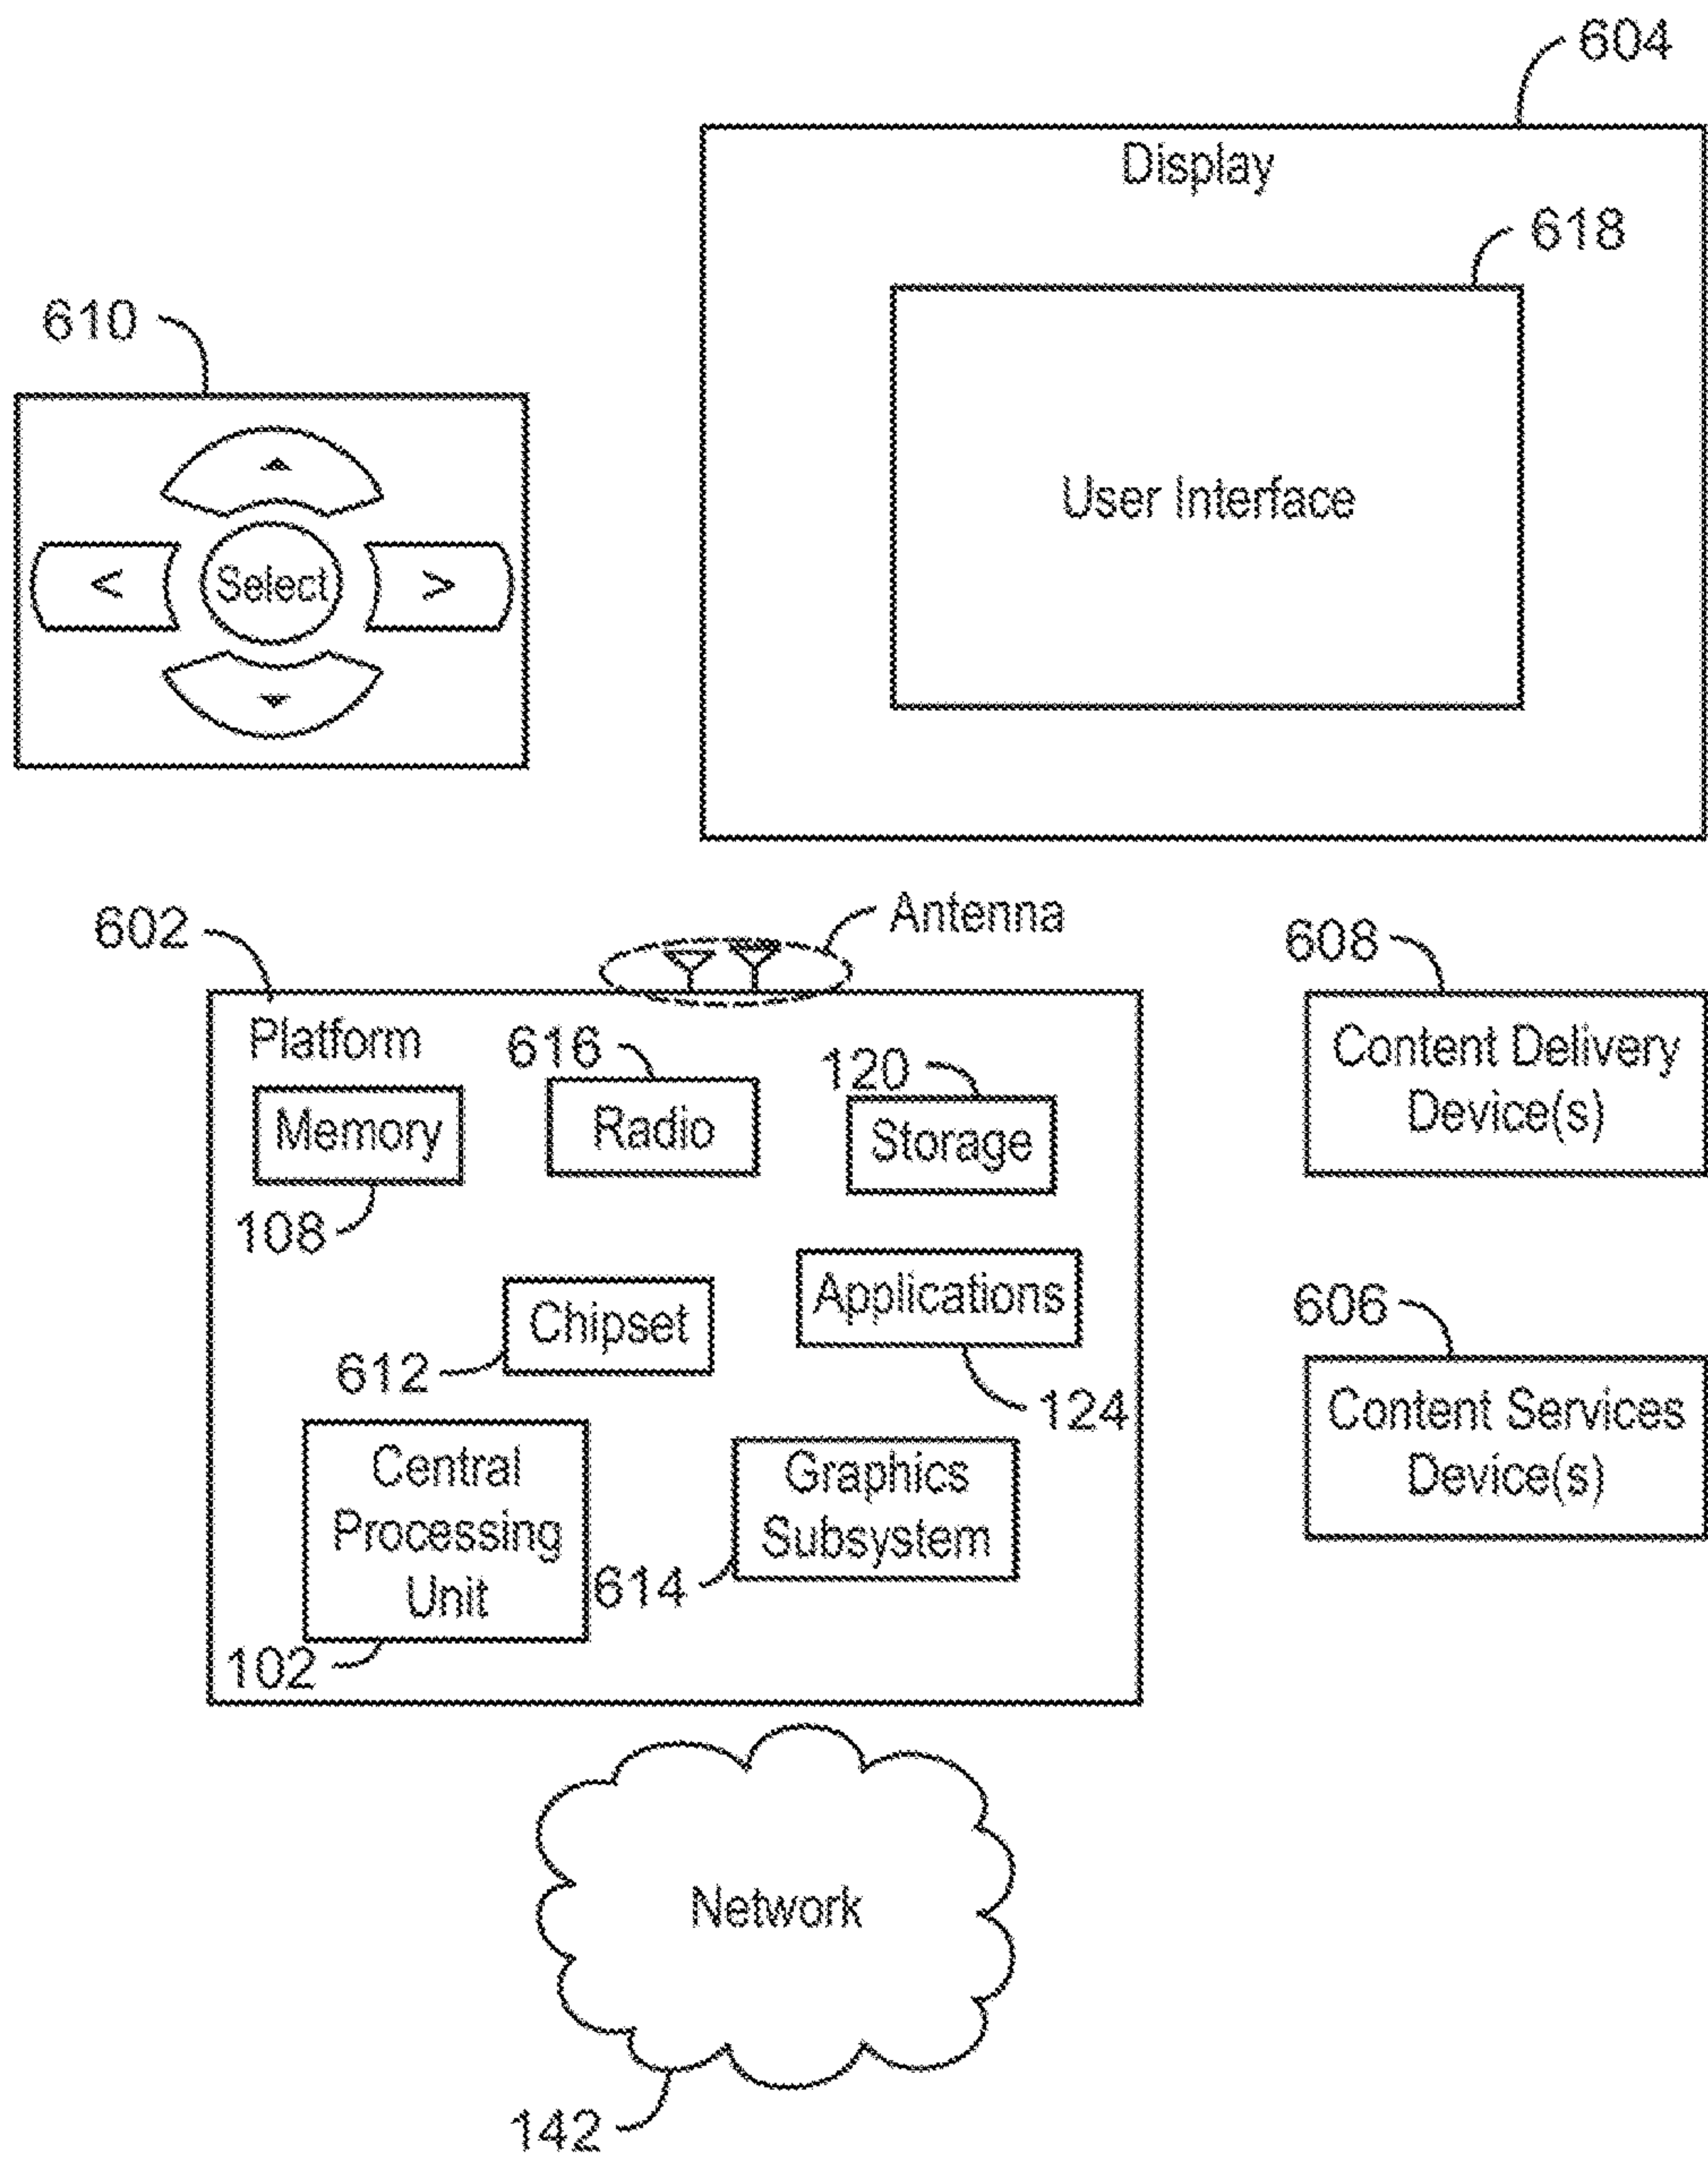 604
Display
618
User Interface
610
<
Select
>
602
Antenna
608
Platform
616
120
Memory
Radio
Storage
108
Content Delivery
Device(s)
Chipset
Applications
612
124
606
Content Services
Device(s)
Central
Processing
Unit
102
Graphics
Subsystem
614
Network
142